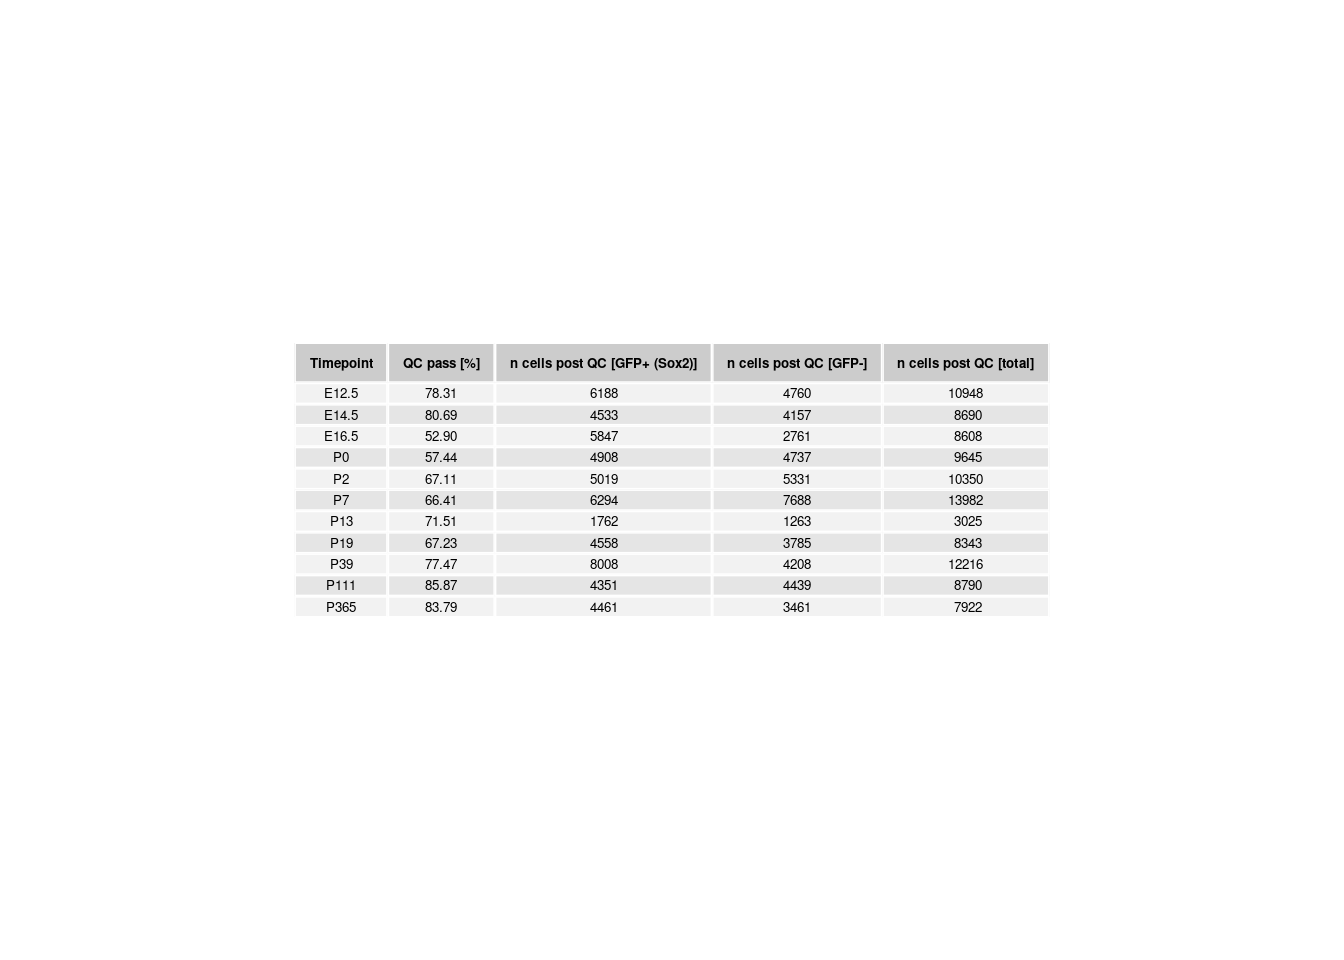 Timepoint QC pass [%] n cells post QC [GFP+ (Sox2)] n cells post QC [GFP-] n cells post QC [total]
E12.5 78.31 6188 4760 10948
E14.5 80.69 4533 4157 8690
E16.5 52.90 5847 2761 8608
P0 57.44 4908 4737 9645
P2 67.11 5019 5331 10350
P7 66.41 6294 7688 13982
P13 71.51 1762 1263 3025
P19 67.23 4558 3785 8343
P39 77.47 8008 4208 12216
P111 85.87 4351 4439 8790
P365 83.79 4461 3461 7922